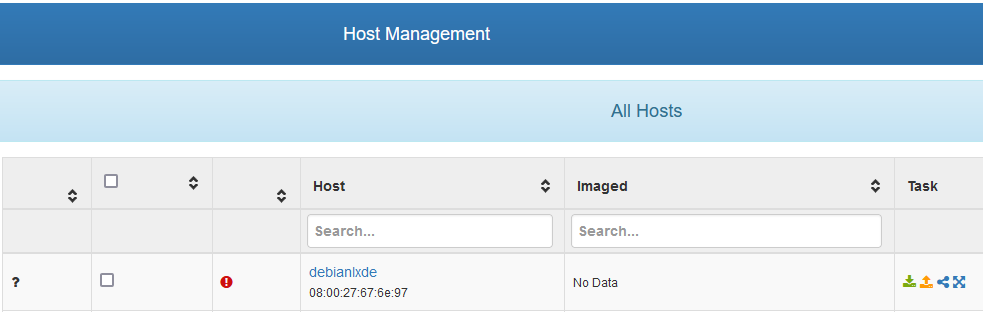 Host Management
All Hosts
Host Imaged Task
Search... Search...
? debianlxde No Data
08:00:27:67:6e:97